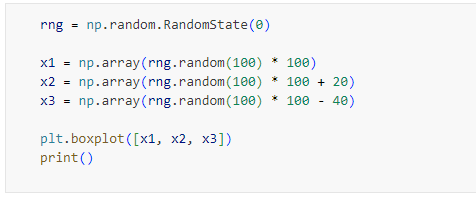 rng = np.random.RandomState(0)
x1 = np.array(rng.random(100) * 100)
x2 = np.array(rng.random(100) * 100 + 20)
x3 = np.array(rng.random(100) * 100 - 40)
plt.boxplot([x1, x2, x3])
print()